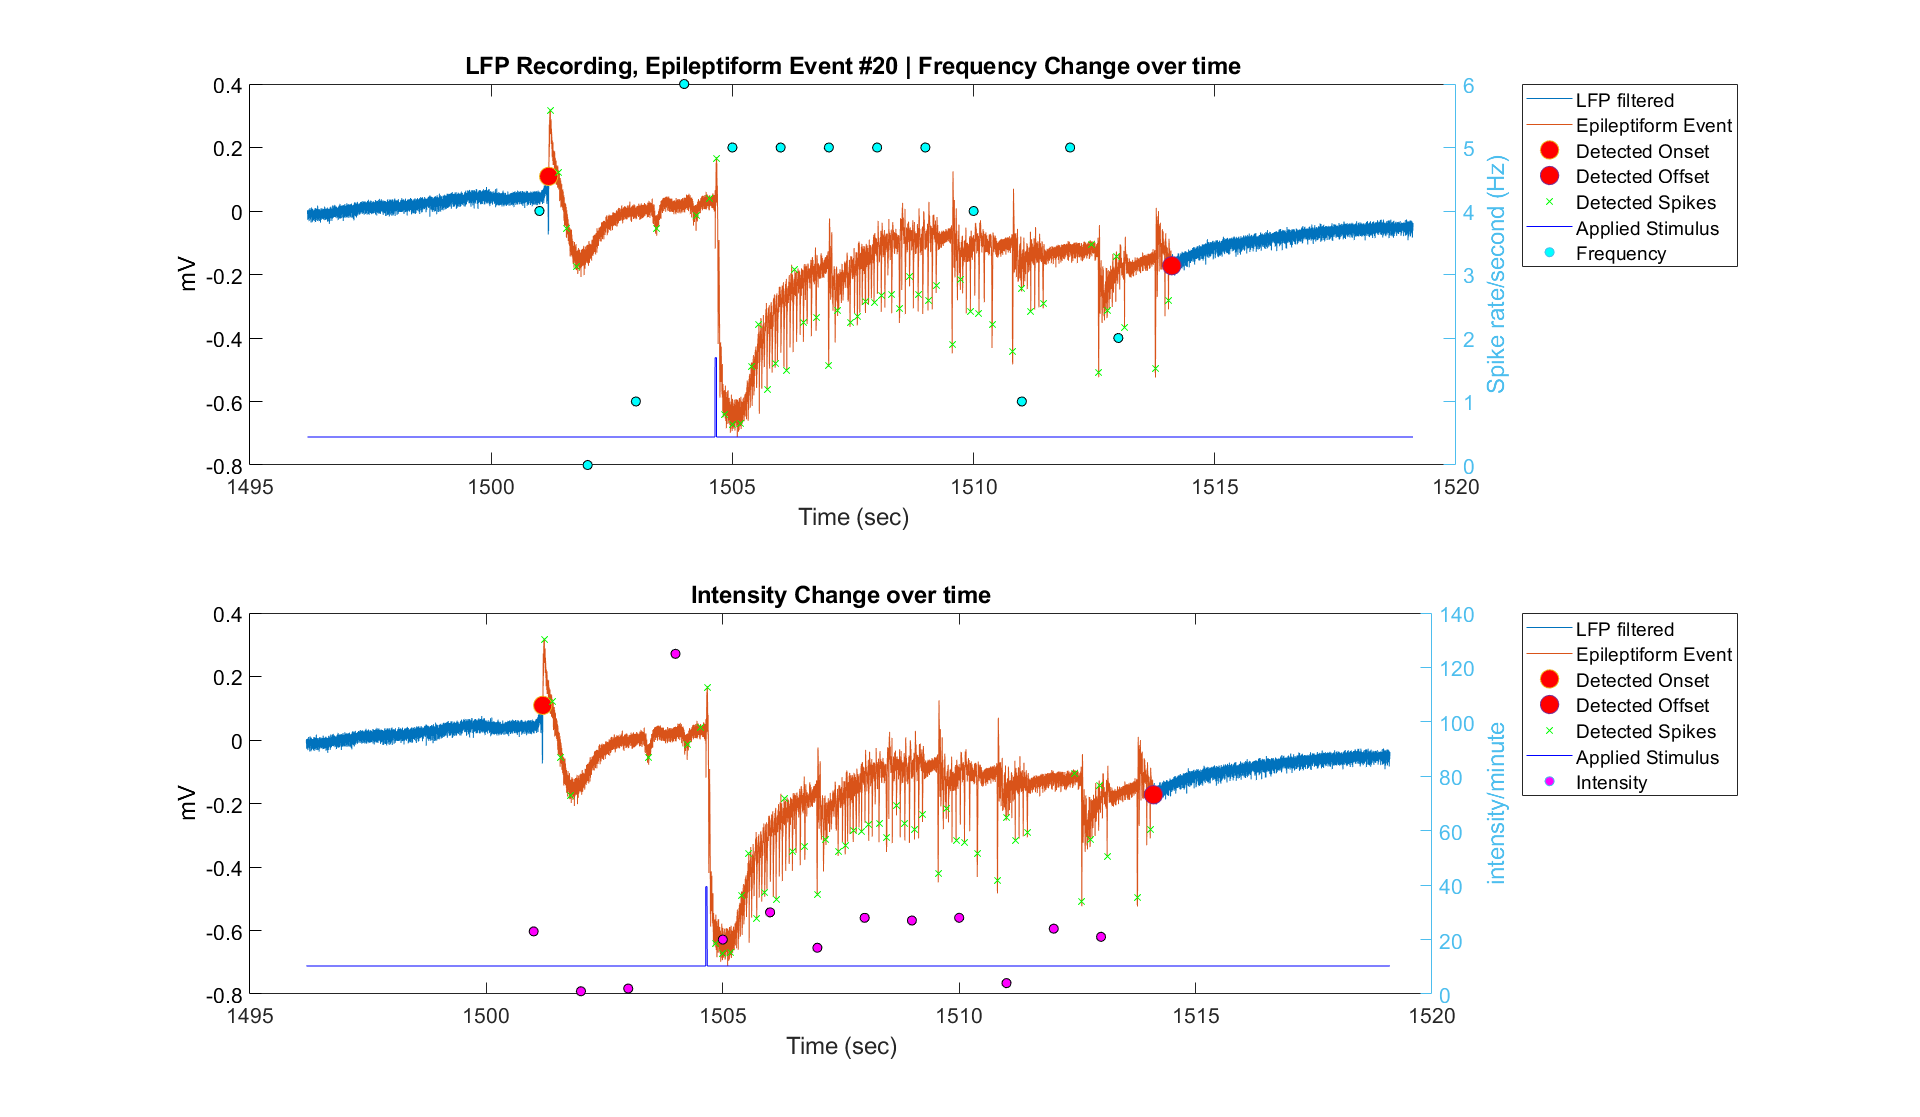 LFP Recording, Epileptiform Event #20 | Frequency Change over time
0.4
0.2
0
-0.2
-0.4
-0.6
-0.8
mV
6
5
4
3
2
1
0
Spike rate/second (Hz)
1495 1500 1505 1510 1515 1520
Time (sec)
LFP filtered
Epileptiform Event
Detected Onset
Detected Offset
Detected Spikes
Applied Stimulus
Frequency
Intensity Change over time
0.4
0.2
0
-0.2
-0.4
-0.6
-0.8
mV
140
120
100
80
60
40
20
0
intensity/minute
1495 1500 1505 1510 1515 1520
Time (sec)
LFP filtered
Epileptiform Event
Detected Onset
Detected Offset
Detected Spikes
Applied Stimulus
Intensity